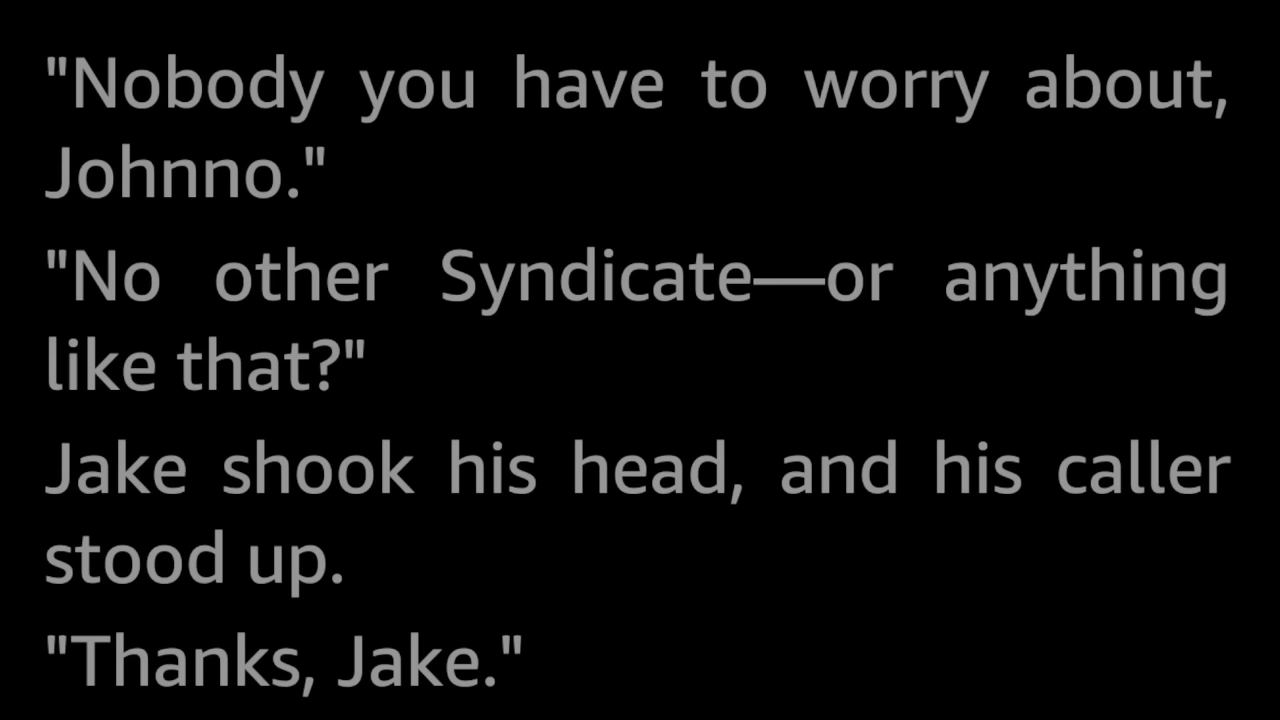 "Nobody you have to worry about,
Johnno."
"No other Syndicate—or anything
like that?"
Jake shook his head, and his caller
stood up.
"Thanks, Jake."